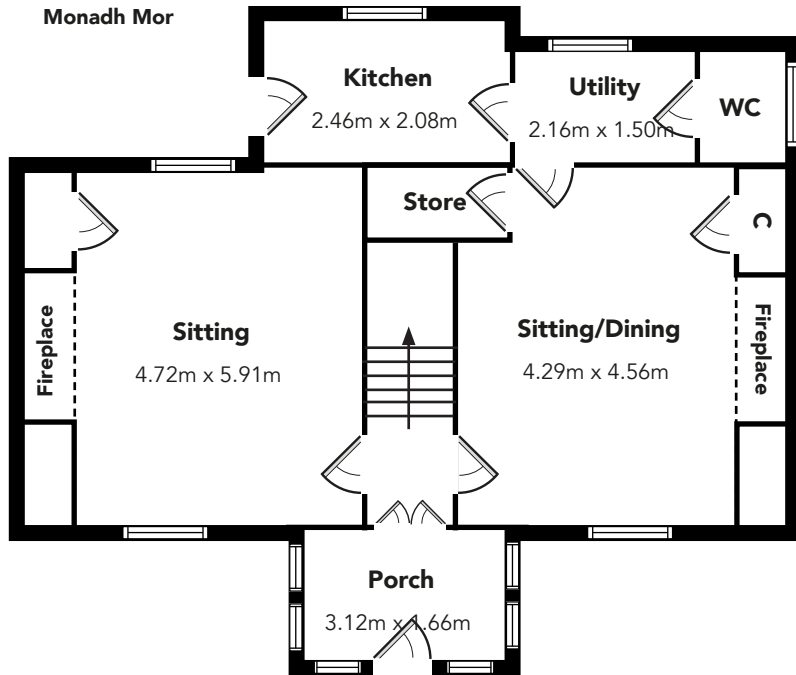 Monadh Mor
Kitchen
2.46m x 2.08m
Utility
2.16m x 1.50m
WC
Store
C
Sitting
4.72m x 5.91m
Fireplace
Sitting/Dining
4.29m x 4.56m
Fireplace
Porch
3.12m x 1.66m